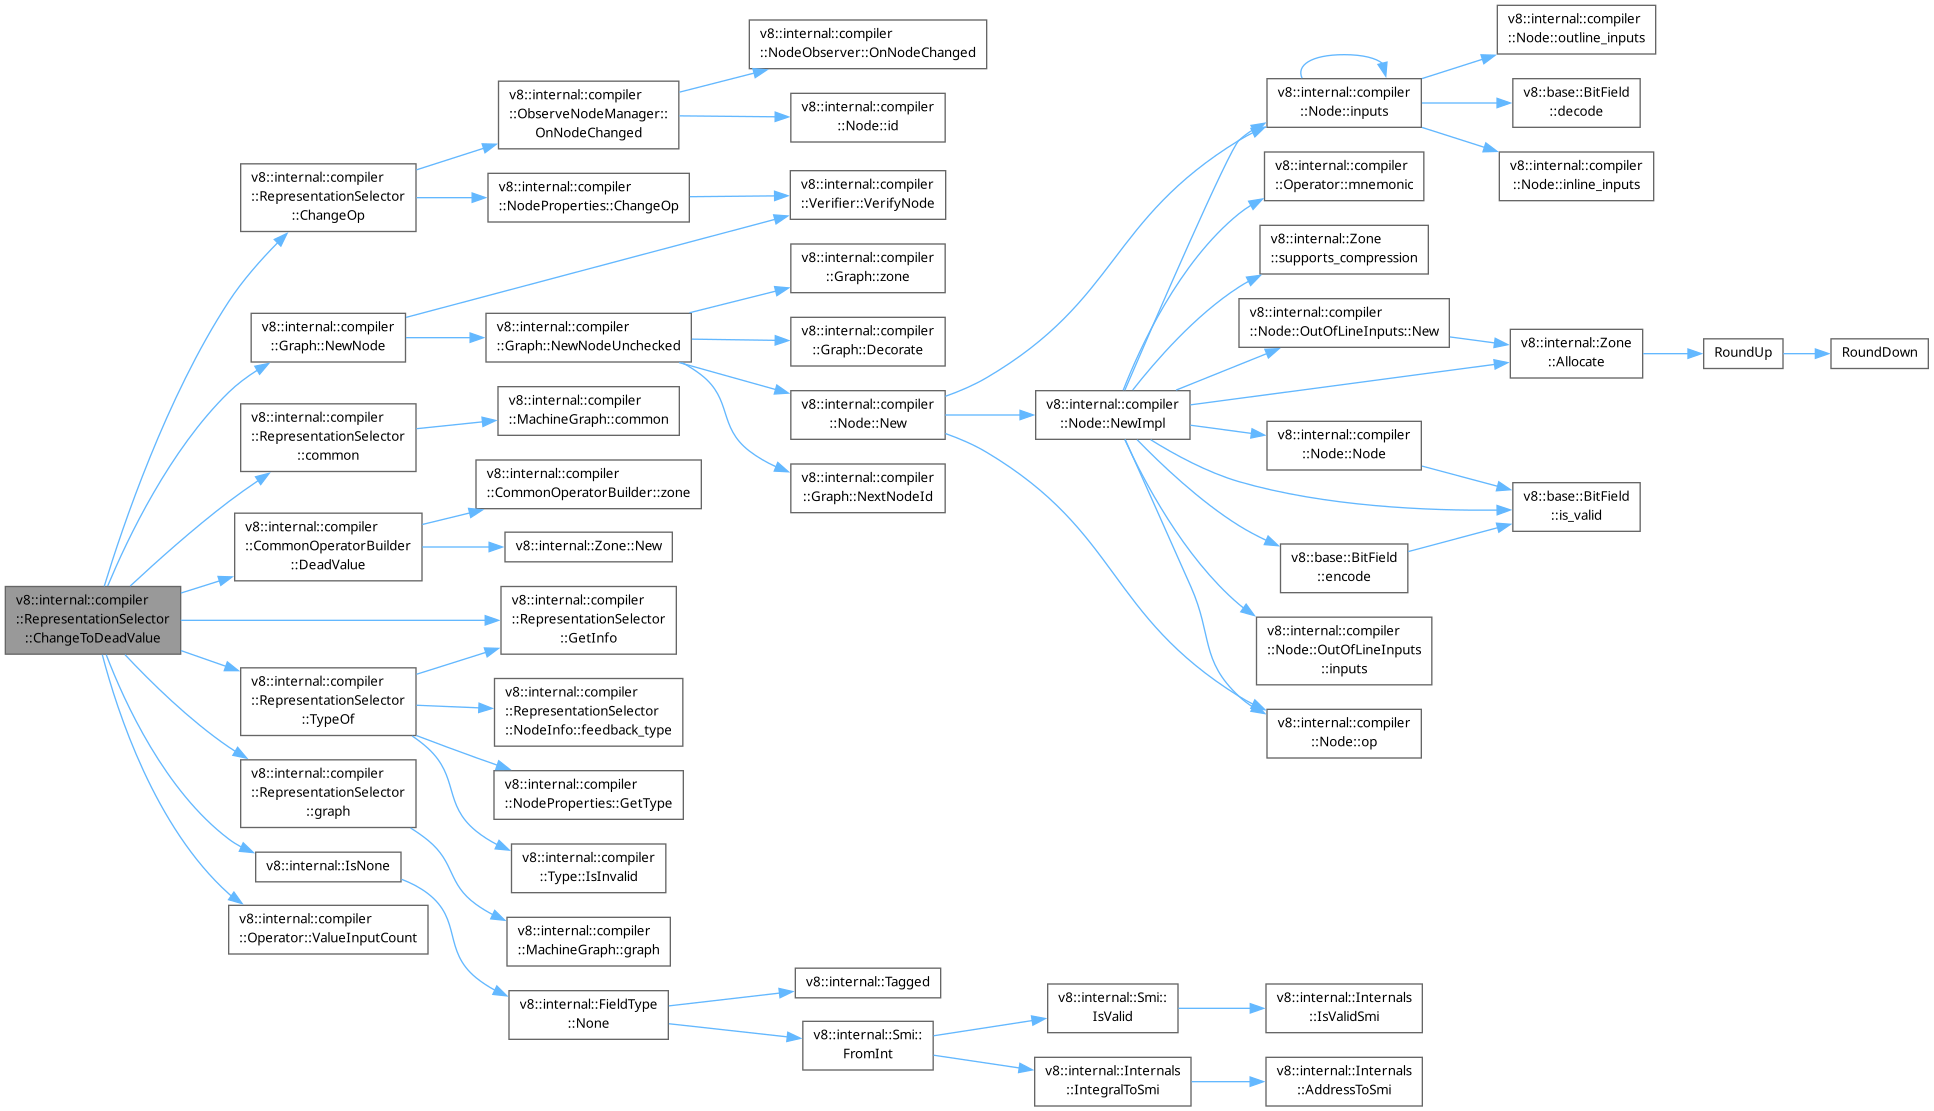 v8::internal::compiler
::RepresentationSelector
::ChangeToDeadValue
v8::internal::compiler
::RepresentationSelector
::ChangeOp
v8::internal::compiler
::Graph::NewNode
v8::internal::compiler
::RepresentationSelector
::common
v8::internal::compiler
::CommonOperatorBuilder
::DeadValue
v8::internal::compiler
::RepresentationSelector
::TypeOf
v8::internal::compiler
::RepresentationSelector
::graph
v8::internal::IsNone
v8::internal::compiler
::Operator::ValueInputCount
v8::internal::compiler
::ObserveNodeManager::
OnNodeChanged
v8::internal::compiler
::NodeProperties::ChangeOp
v8::internal::compiler
::Graph::NewNodeUnchecked
v8::internal::compiler
::MachineGraph::common
v8::internal::compiler
::CommonOperatorBuilder::zone
v8::internal::Zone::New
v8::internal::compiler
::RepresentationSelector
::GetInfo
v8::internal::compiler
::RepresentationSelector
::NodeInfo::feedback_type
v8::internal::compiler
::NodeProperties::GetType
v8::internal::compiler
::Type::IsInvalid
v8::internal::compiler
::MachineGraph::graph
v8::internal::FieldType
::None
v8::internal::compiler
::NodeObserver::OnNodeChanged
v8::internal::compiler
::Node::id
v8::internal::compiler
::Verifier::VerifyNode
v8::internal::compiler
::Graph::zone
v8::internal::compiler
::Graph::Decorate
v8::internal::compiler
::Node::New
v8::internal::compiler
::Graph::NextNodeId
v8::internal::Tagged
v8::internal::Smi::
FromInt
v8::internal::compiler
::Node::NewImpl
v8::internal::Smi::
IsValid
v8::internal::Internals
::IntegralToSmi
v8::internal::compiler
::Node::inputs
v8::internal::compiler
::Operator::mnemonic
v8::internal::Zone
::supports_compression
v8::internal::compiler
::Node::OutOfLineInputs::New
v8::internal::compiler
::Node::Node
v8::base::BitField
::encode
v8::internal::compiler
::Node::OutOfLineInputs
::inputs
v8::internal::compiler
::Node::op
v8::internal::Internals
::IsValidSmi
v8::internal::Internals
::AddressToSmi
v8::internal::compiler
::Node::outline_inputs
v8::base::BitField
::decode
v8::internal::compiler
::Node::inline_inputs
v8::internal::Zone
::Allocate
v8::base::BitField
::is_valid
RoundUp
RoundDown